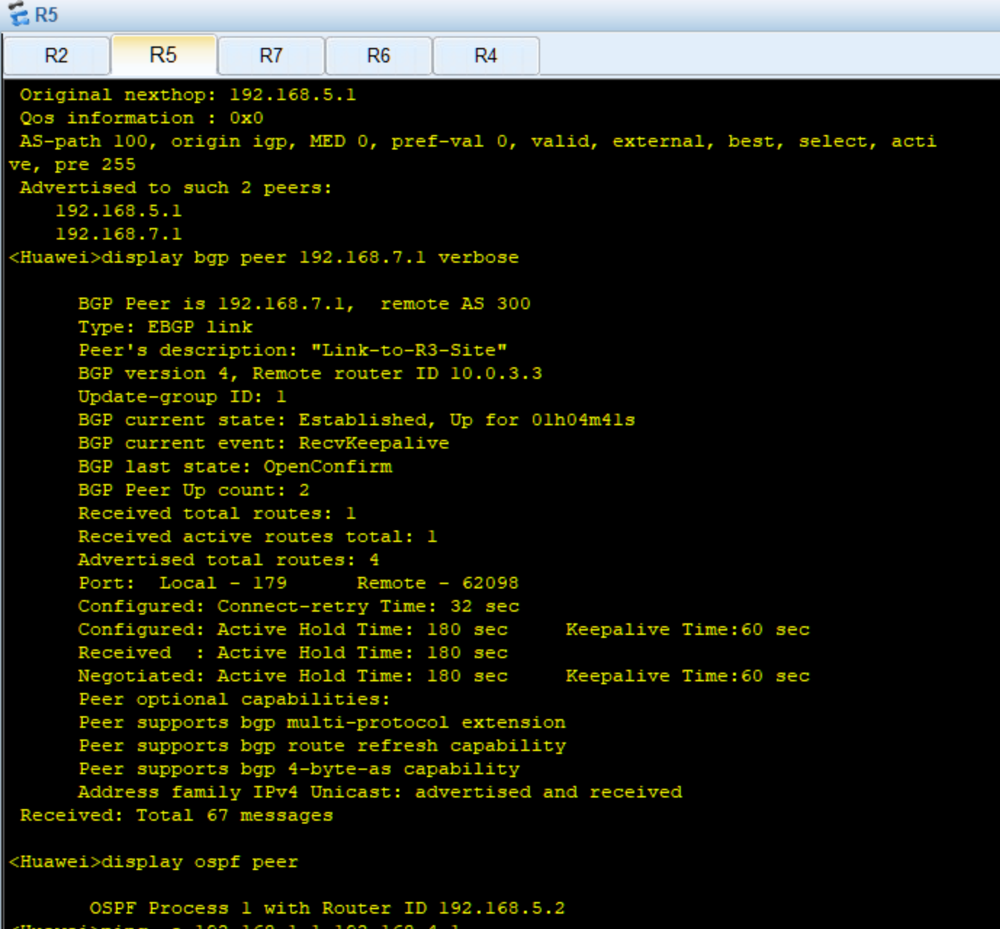 R5
R2 R5 R7 R6 R4
Original nexthop: 192.168.5.1
Qos information : 0x0
AS-path 100, origin igp, MED 0, pref-val 0, valid, external, best, select, acti
ve, pre 255
Advertised to such 2 peers:
192.168.5.1
192.168.7.1
<Huawei>display bgp peer 192.168.7.1 verbose
BGP Peer is 192.168.7.1,  remote AS 300
Type: EBGP link
Peer's description: "Link-to-R3-Site"
BGP version 4, Remote router ID 10.0.3.3
Update-group ID: 1
BGP current state: Established, Up for 01h04m41s
BGP current event: RecvKeepalive
BGP last state: OpenConfirm
BGP Peer Up count: 2
Received total routes: 1
Received active routes total: 1
Advertised total routes: 4
Port:  Local - 179      Remote - 62098
Configured: Connect-retry Time: 32 sec
Configured: Active Hold Time: 180 sec     Keepalive Time:60 sec
Received  : Active Hold Time: 180 sec
Negotiated: Active Hold Time: 180 sec     Keepalive Time:60 sec
Peer optional capabilities:
Peer supports bgp multi-protocol extension
Peer supports bgp route refresh capability
Peer supports bgp 4-byte-as capability
Address family IPv4 Unicast: advertised and received
Received: Total 67 messages
<Huawei>display ospf peer
OSPF Process 1 with Router ID 192.168.5.2